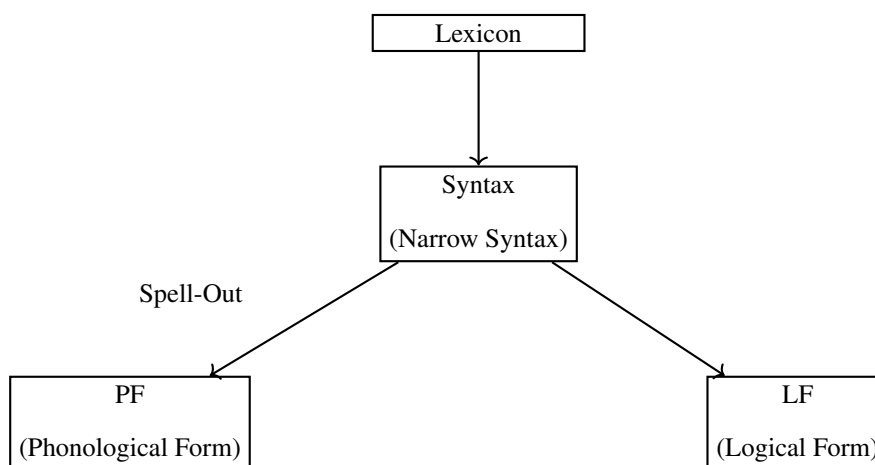 Lexicon
Syntax
(Narrow Syntax)
Spell-Out
PF
(Phonological Form)
LF
(Logical Form)